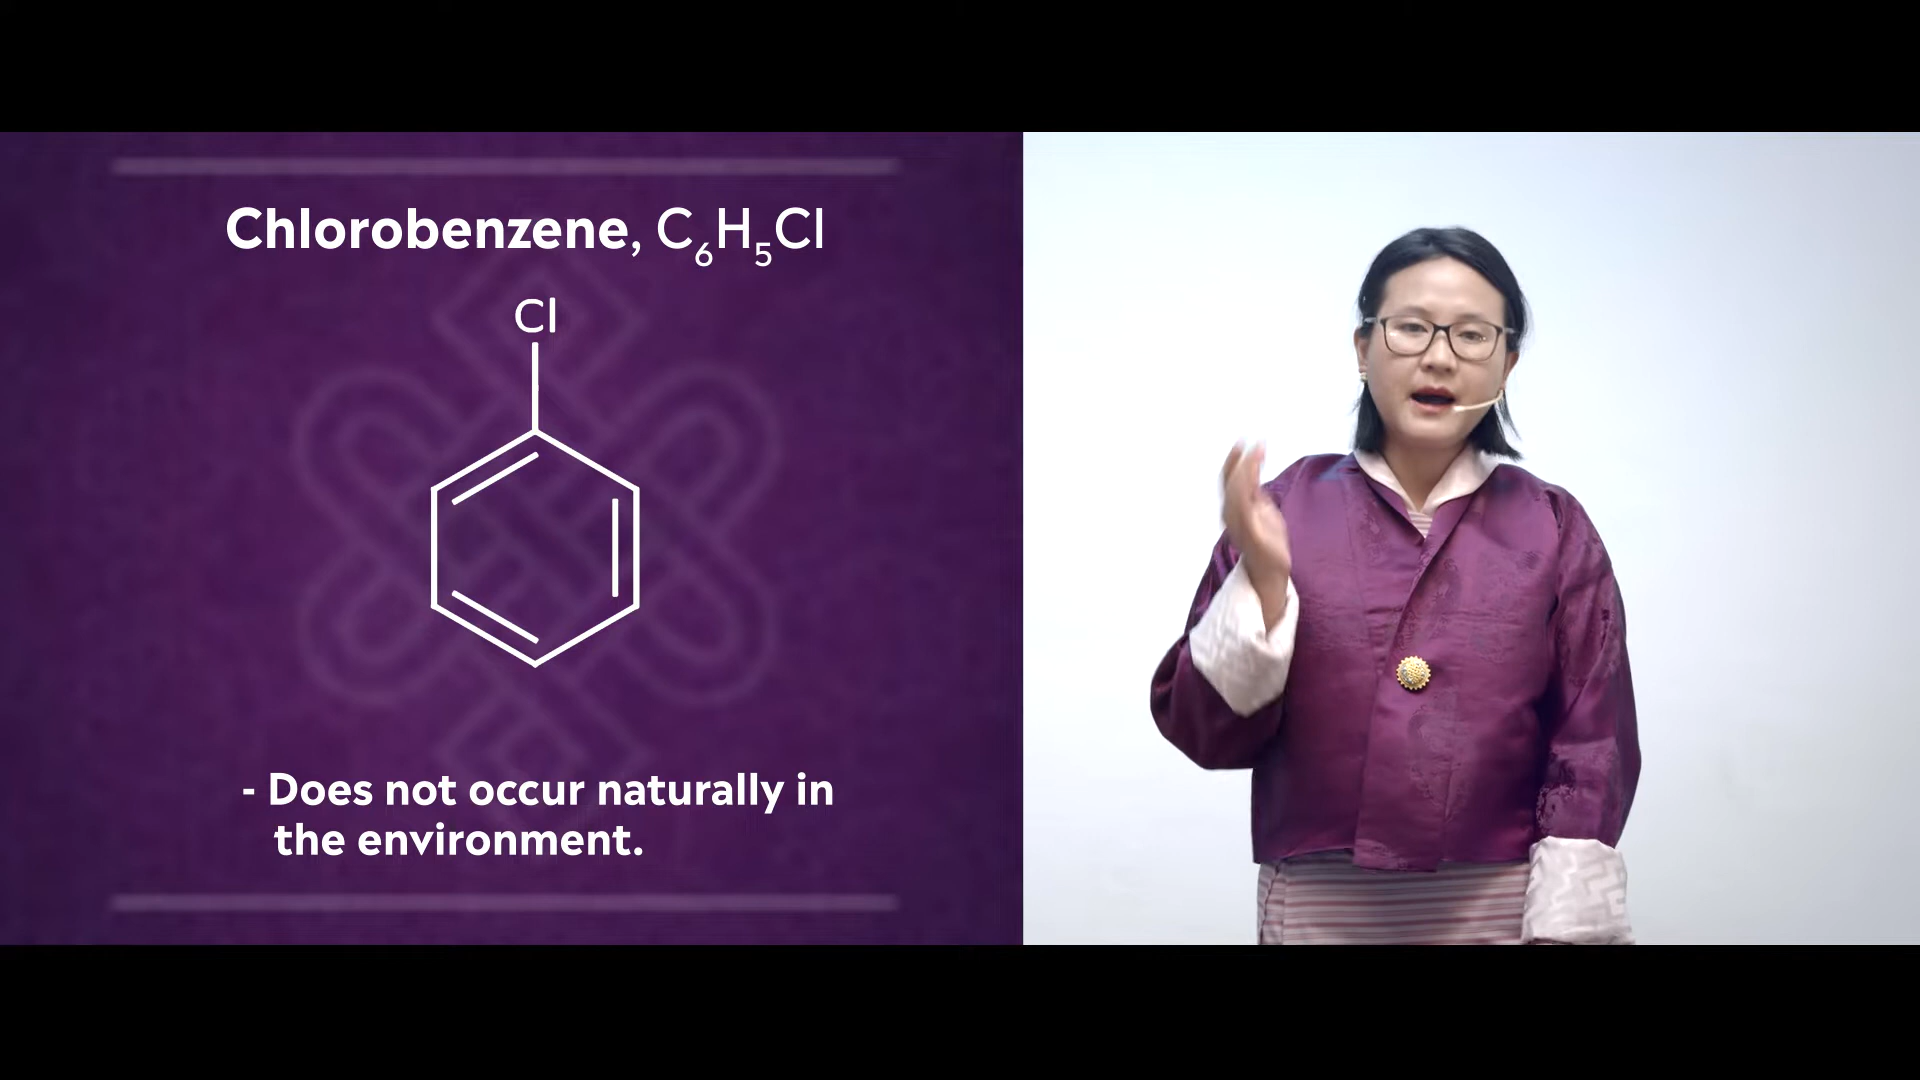 Chlorobenzene, C₆H₅Cl
Cl
- Does not occur naturally in
the environment.